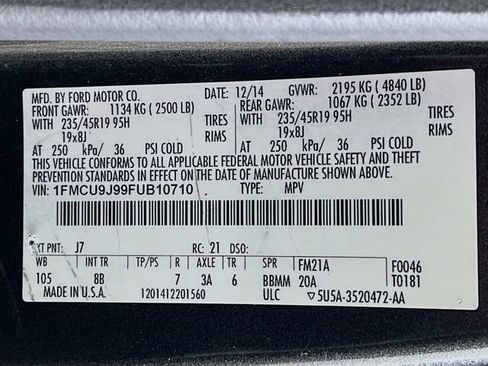 MFD. BY FORD MOTOR CO. DATE: 12/14 GVWR: 2195 KG ( 4840 LB)
FRONT GAWR: 1134 KG ( 2500 LB) REAR GAWR: 1067 KG ( 2352 LB)
WITH 235/45R19 95H TIRES WITH 235/45R19 95H TIRES
19x8J RIMS 19x8J RIMS
AT 250 kPa/ 36 PSI COLD AT 250 kPa/ 36 PSI COLD
THIS VEHICLE CONFORMS TO ALL APPLICABLE FEDERAL MOTOR VEHICLE SAFETY AND THEFT
PREVENTION STANDARDS IN EFFECT ON THE DATE OF MANUFACTURE SHOWN ABOVE.
VIN: 1FMCU9J99FUB10710 TYPE: MPV
EXT PNT: J7 RC: 21 DSO:
WB INT TR TP/PS R AXLE TR SPR FM21A F0046
105 8B 7 3A 6 BBMM 20A T0181
MADE IN U.S.A. 1201412201560 ULC ▽5U5A-3520472-AA